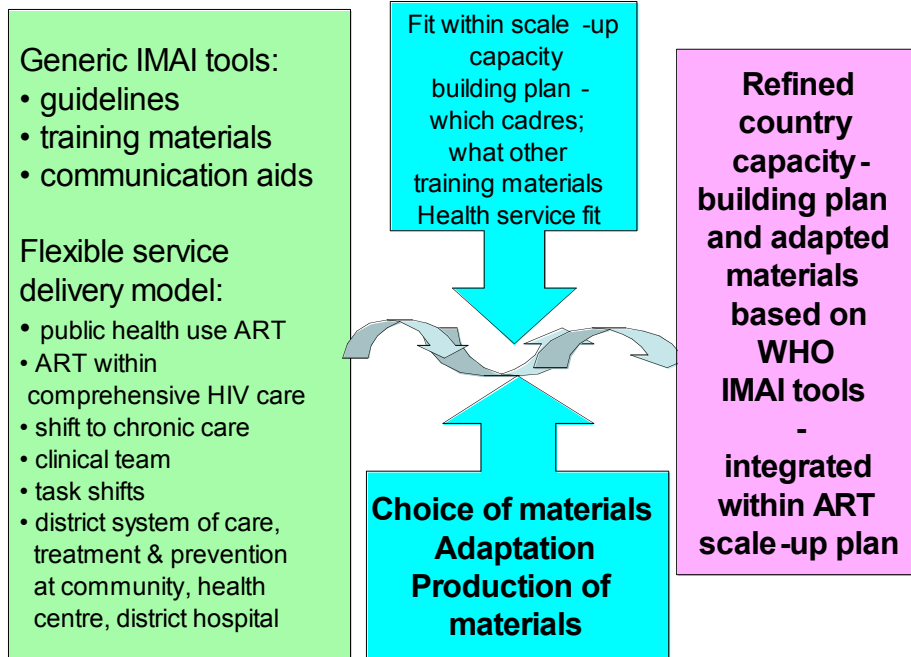 Generic IMAI tools:
• guidelines
• training materials
• communication aids
Flexible service
delivery model:
• public health use ART
• ART within
comprehensive HIV care
• shift to chronic care
• clinical team
• task shifts
• district system of care,
treatment & prevention
at community, health
centre, district hospital
Fit within scale -up
capacity
building plan -
which cadres;
what other
training materials
Health service fit
Choice of materials
Adaptation
Production of
materials
Refined
country
capacity-
building plan
and adapted
materials
based on
WHO
IMAI tools
-
integrated
within ART
scale-up plan